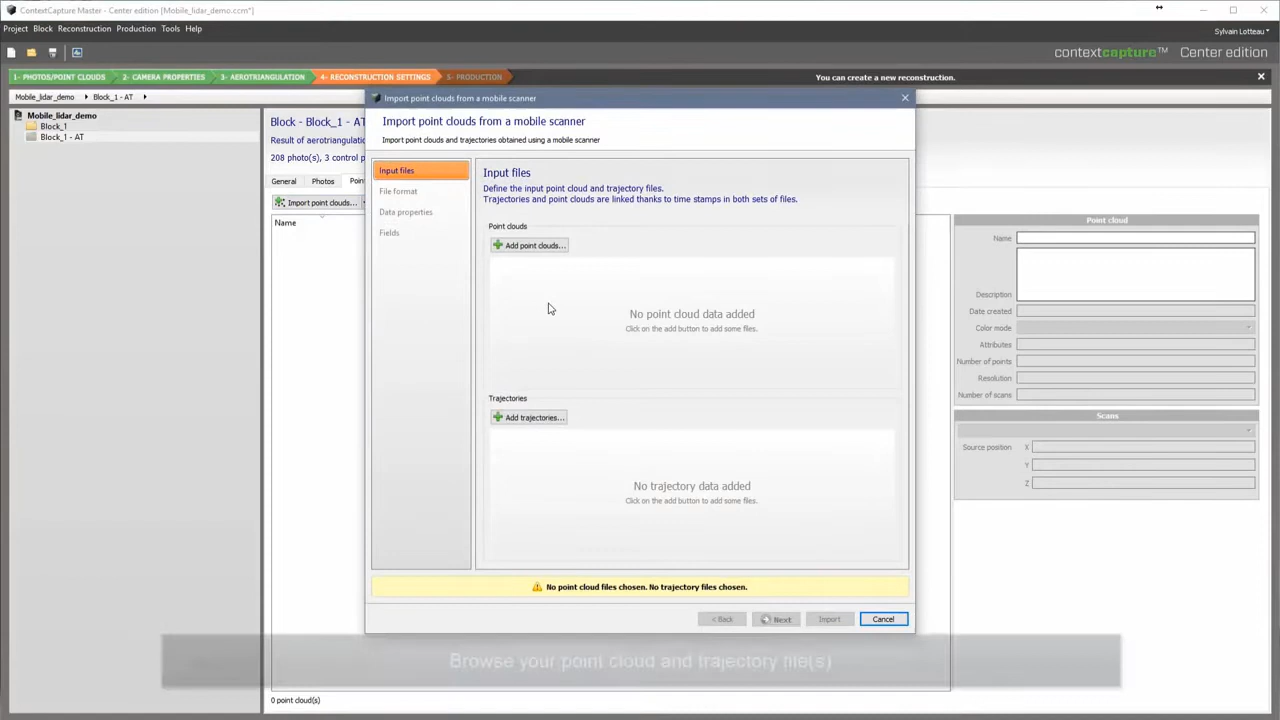 ContextCapture Master - Center edition [Mobile_lidar_demo.ccm*]
Project Block Reconstruction Production Tools Help
Sylvain Lotteau
contextcapture™ Center edition
1- PHOTOS/POINT CLOUDS 2- CAMERA PROPERTIES 3- AEROTRIANGULATION 4- RECONSTRUCTION SETTINGS 5- PRODUCTION
You can create a new reconstruction.
Mobile_lidar_demo Block_1 - AT
Mobile_lidar_demo
Block_1
Block_1 - AT
Block - Block_1 - AT
Result of aerotriangulatio
208 photo(s), 3 control p
General Photos Poin
Import point clouds...
Name
0 point cloud(s)
Import point clouds from a mobile scanner
Import point clouds from a mobile scanner
Import point clouds and trajectories obtained using a mobile scanner
Input files
File format
Data properties
Fields
Input files
Define the input point cloud and trajectory files.
Trajectories and point clouds are linked thanks to time stamps in both sets of files.
Point clouds
Add point clouds...
No point cloud data added
Click on the add button to add some files.
Trajectories
Add trajectories...
No trajectory data added
Click on the add button to add some files.
No point cloud files chosen. No trajectory files chosen.
< Back Next Import Cancel
Point cloud
Name
Description
Date created
Color mode
Attributes
Number of points
Resolution
Number of scans
Scans
Source position X
Y
Z
Browse your point cloud and trajectory file(s)